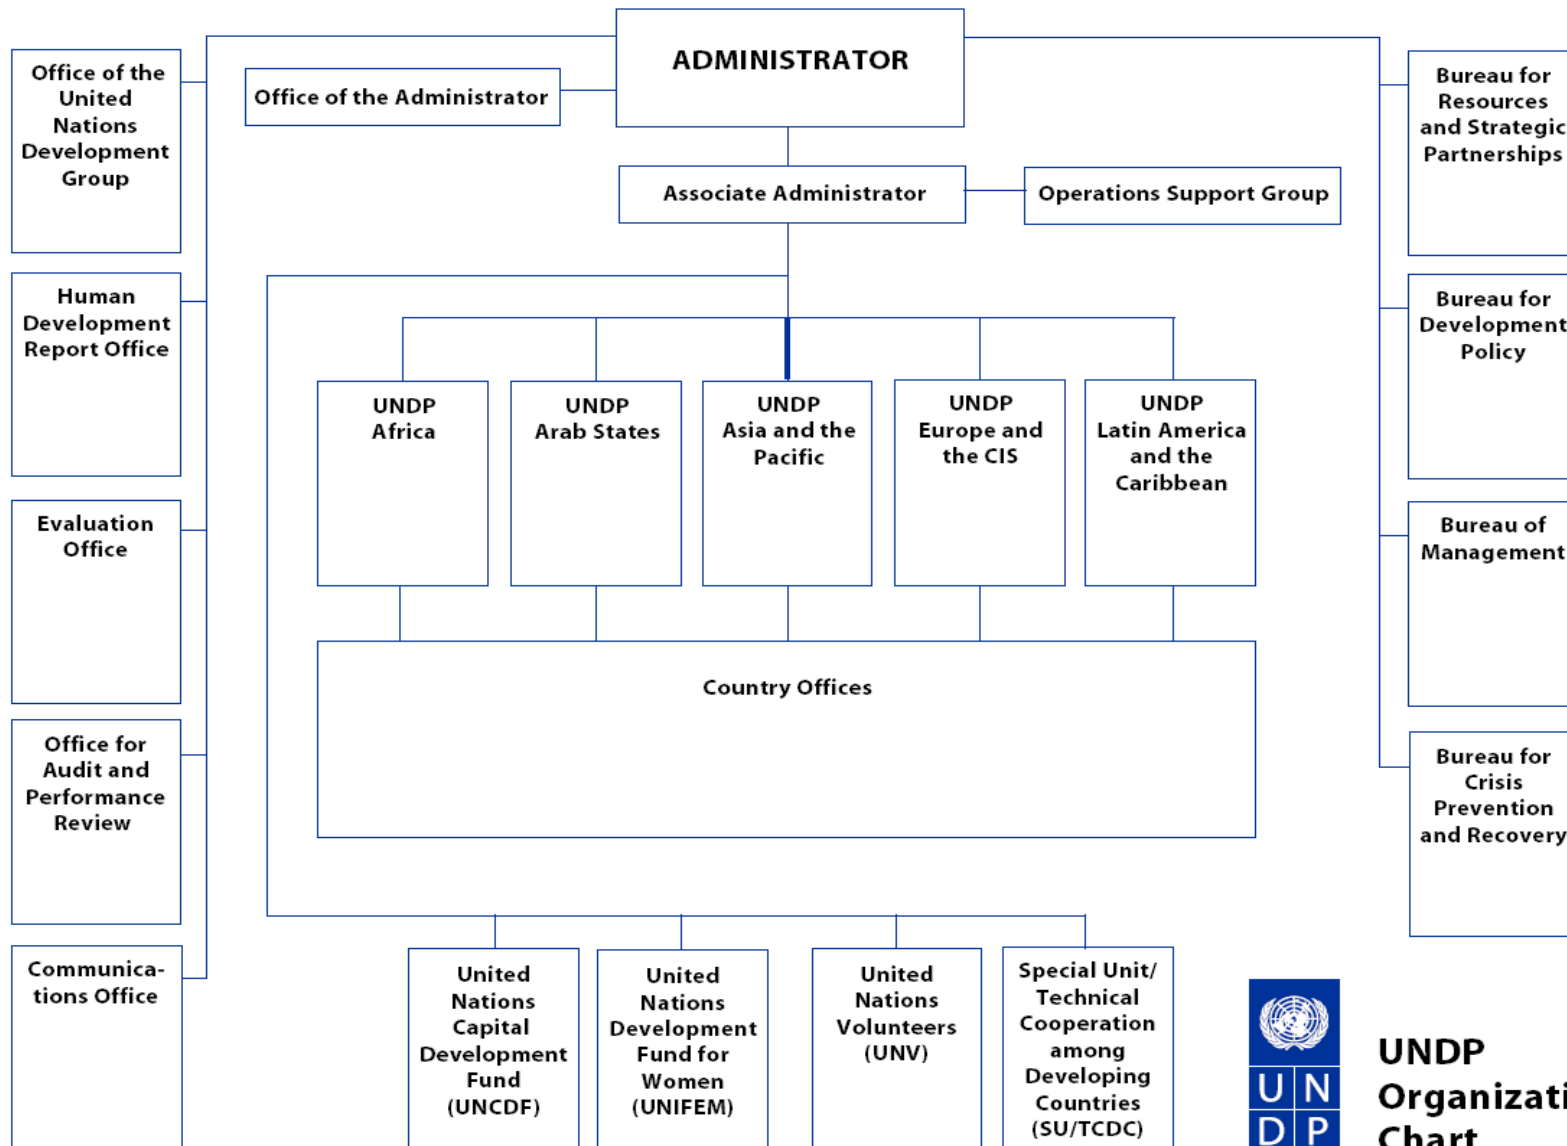 ADMINISTRATOR
Office of the Administrator
Associate Administrator
Operations Support Group
Office of the
United
Nations
Development
Group
Human
Development
Report Office
Evaluation
Office
Office for
Audit and
Performance
Review
Communica-
tions Office
Bureau for
Resources
and Strategic
Partnerships
Bureau for
Development
Policy
Bureau of
Management
Bureau for
Crisis
Prevention
and Recovery
UNDP
Africa
UNDP
Arab States
UNDP
Asia and the
Pacific
UNDP
Europe and
the CIS
UNDP
Latin America
and the
Caribbean
Country Offices
United
Nations
Capital
Development
Fund
(UNCDF)
United
Nations
Development
Fund for
Women
(UNIFEM)
United
Nations
Volunteers
(UNV)
Special Unit/
Technical
Cooperation
among
Developing
Countries
(SU/TCDC)
U N
D P
UNDP
Organizati
Chart